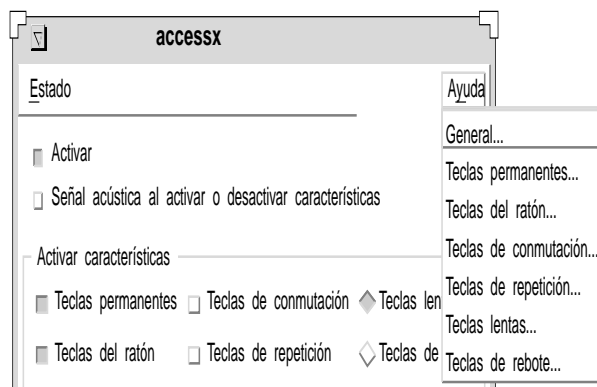 accessx
Estado
Ayuda
Activar
Señal acústica al activar o desactivar características
Activar características
Teclas permanentes
Teclas de conmutación
Teclas
Teclas del ratón
Teclas de repetición
Teclas de
General...
Teclas permanentes...
Teclas del ratón...
Teclas de conmutación...
Teclas de repetición...
Teclas lentas...
Teclas de rebote...